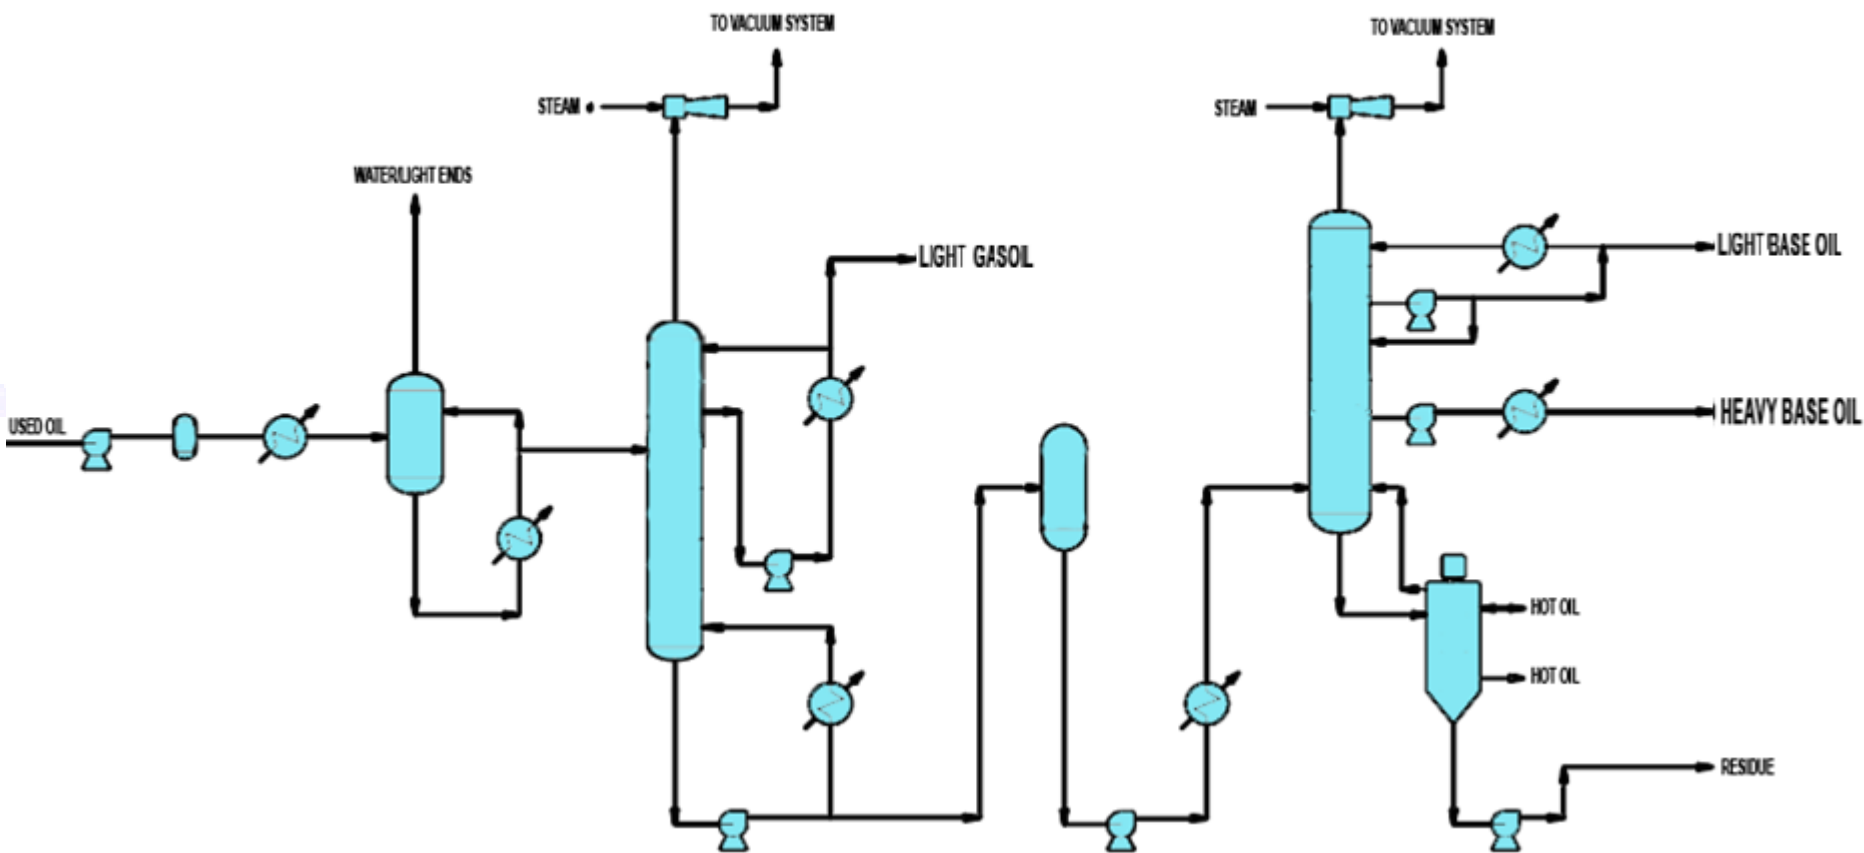 TO VACUUM SYSTEM
TO VACUUM SYSTEM
STEAM
STEAM
WATER/LIGHT ENDS
LIGHT GASOIL
LIGHT BASE OIL
USED OIL
HEAVY BASE OIL
HOT OIL
HOT OIL
RESIDUE